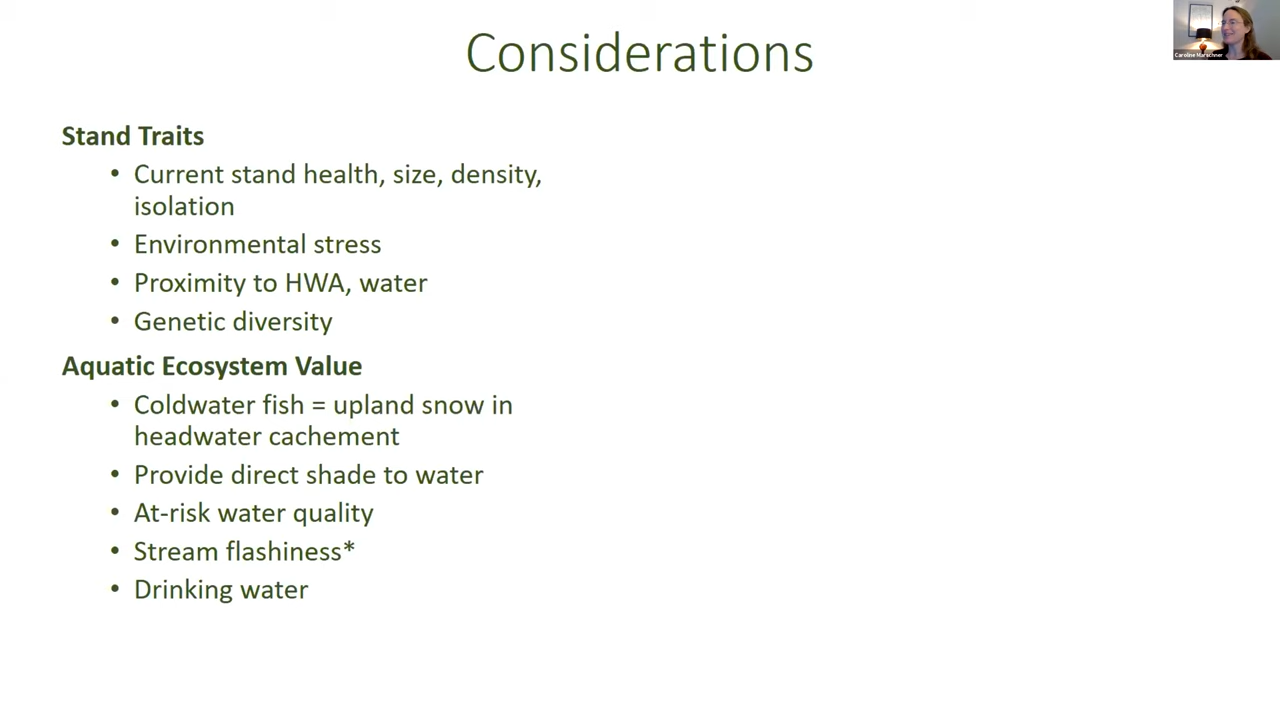 Considerations
Caroline Marschner
Stand Traits
• Current stand health, size, density,
isolation
• Environmental stress
• Proximity to HWA, water
• Genetic diversity
Aquatic Ecosystem Value
• Coldwater fish = upland snow in
headwater cachement
• Provide direct shade to water
• At-risk water quality
• Stream flashiness*
• Drinking water